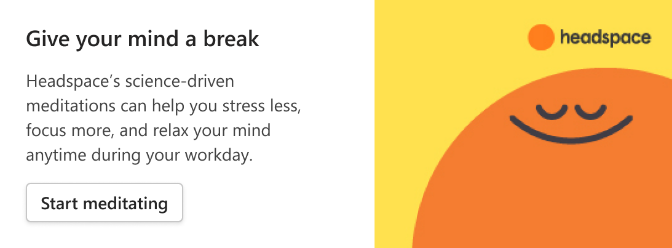 Give your mind a break
headspace
Headspace's science-driven
meditations can help you stress less,
focus more, and relax your mind
anytime during your workday.
Start meditating